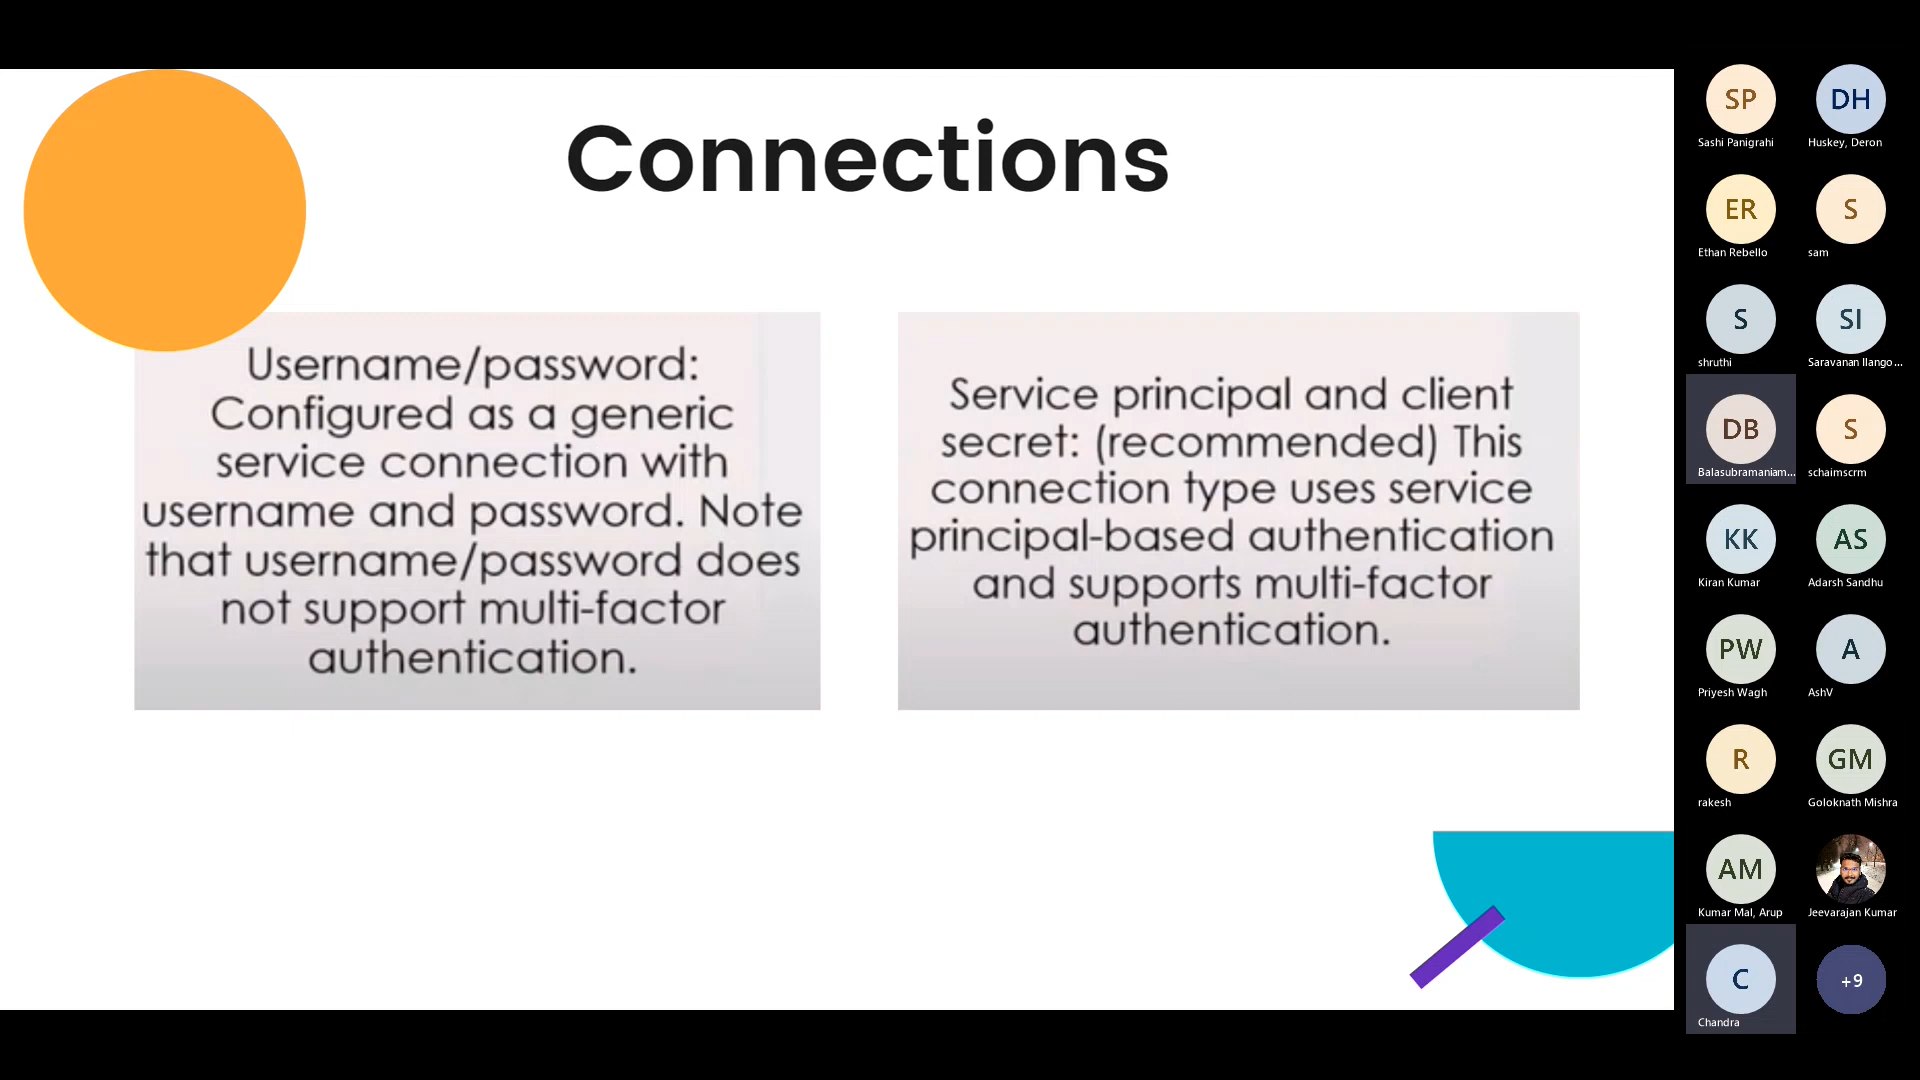 Connections
Username/password:
Configured as a generic
service connection with
username and password. Note
that username/password does
not support multi-factor
authentication.
Service principal and client
secret: (recommended) This
connection type uses service
principal-based authentication
and supports multi-factor
authentication.
SP
DH
Sashi Panigrahi
Huskey, Deron
ER
S
Ethan Rebello
sam
S
SI
shruthi
Saravanan Ilango...
DB
S
Balasubramaniam...
schaimscrm
KK
AS
Kiran Kumar
Adarsh Sandhu
PW
A
Priyesh Wagh
AshV
R
GM
rakesh
Goloknath Mishra
AM
Kumar Mal, Arup
Jeevarajan Kumar
C
+9
Chandra